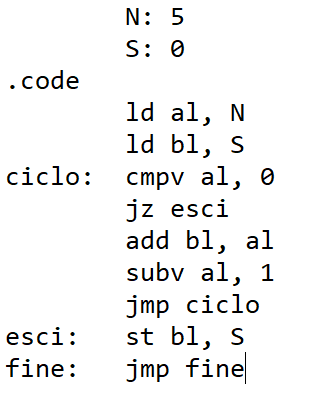 N: 5
S: 0
.code
ld al, N
ld bl, S
ciclo: cmpv al, 0
jz esci
add bl, al
subv al, 1
jmp ciclo
esci: st bl, S
fine: jmp fine